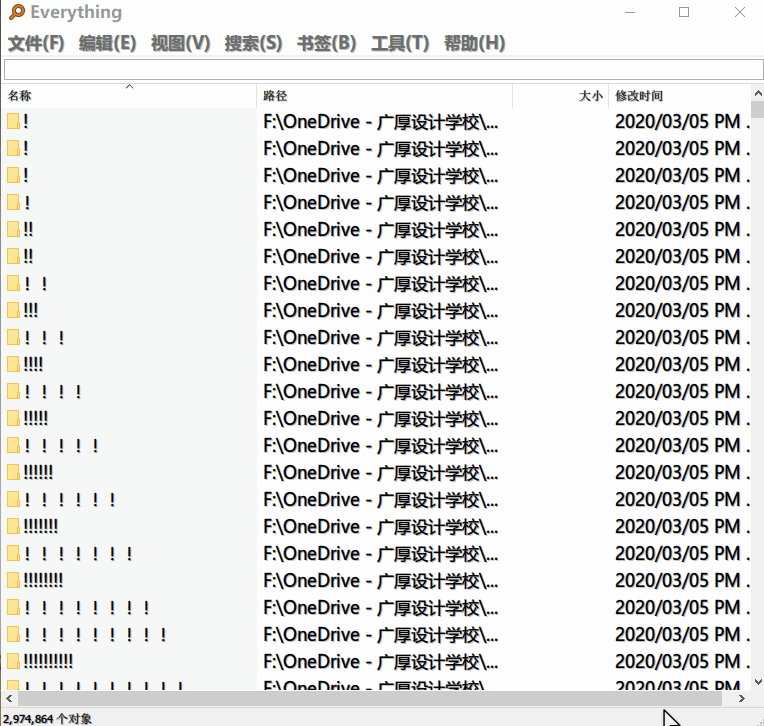 Everything
文件(F) 编辑(E) 视图(V) 搜索(S) 书签(B) 工具(T) 帮助(H)
名称 路径 大小 修改时间
! F:\OneDrive - 广厚设计学校\... 2020/03/05 PM .
! F:\OneDrive - 广厚设计学校\... 2020/03/05 PM .
! F:\OneDrive - 广厚设计学校\... 2020/03/05 PM .
！ F:\OneDrive - 广厚设计学校\... 2020/03/05 PM .
!! F:\OneDrive - 广厚设计学校\... 2020/03/05 PM .
!! F:\OneDrive - 广厚设计学校\... 2020/03/05 PM .
！！ F:\OneDrive - 广厚设计学校\... 2020/03/05 PM .
!!! F:\OneDrive - 广厚设计学校\... 2020/03/05 PM .
！！！ F:\OneDrive - 广厚设计学校\... 2020/03/05 PM .
!!!! F:\OneDrive - 广厚设计学校\... 2020/03/05 PM .
！！！！ F:\OneDrive - 广厚设计学校\... 2020/03/05 PM .
!!!!! F:\OneDrive - 广厚设计学校\... 2020/03/05 PM .
！！！！！ F:\OneDrive - 广厚设计学校\... 2020/03/05 PM .
!!!!!! F:\OneDrive - 广厚设计学校\... 2020/03/05 PM .
！！！！！！ F:\OneDrive - 广厚设计学校\... 2020/03/05 PM .
!!!!!!! F:\OneDrive - 广厚设计学校\... 2020/03/05 PM .
！！！！！！！ F:\OneDrive - 广厚设计学校\... 2020/03/05 PM .
!!!!!!!! F:\OneDrive - 广厚设计学校\... 2020/03/05 PM .
！！！！！！！！ F:\OneDrive - 广厚设计学校\... 2020/03/05 PM .
！！！！！！！！！ F:\OneDrive - 广厚设计学校\... 2020/03/05 PM .
!!!!!!!!!! F:\OneDrive - 广厚设计学校\... 2020/03/05 PM .
！！！！！！！！！！ F:\OneDrive - 广厚设计学校\... 2020/03/05 PM .
2,974,864 个对象